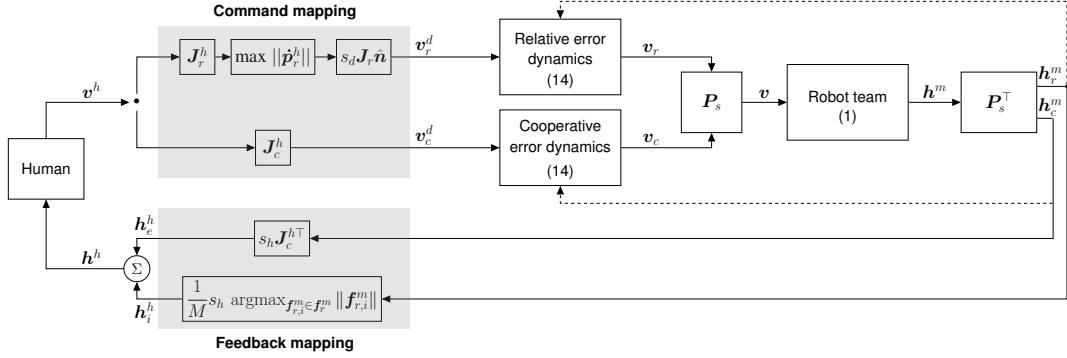 Command mapping
𝑱_r^h
max ||𝒑̇_r^h||
s_d 𝑱_r 𝒏̂
𝒗_r^d
Relative error
dynamics
(14)
𝒗_r
𝒗^h
𝑱_c^h
𝒗_c^d
Cooperative
error dynamics
(14)
𝒗_c
𝑷_s
𝒗
Robot team
(1)
𝒉^m
𝑷_s^⊤
𝒉_r^m
𝒉_c^m
Human
𝒉_e^h
s_h 𝑱_c^{h⊤}
𝒉^h
Σ
𝒉_i^h
1/M s_h argmax_{𝒇_{r,i}^m ∈ 𝒇_r^m} ||𝒇_{r,i}^m||
Feedback mapping